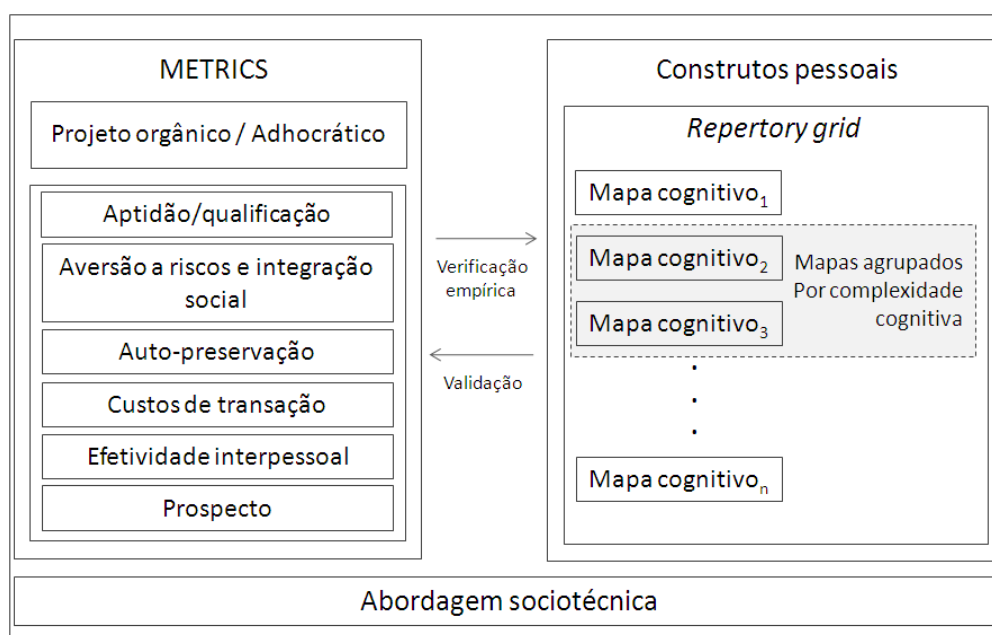 METRICS
Projeto orgânico / Adhocrático
Aptidão/qualificação
Aversão a riscos e integração
social
Auto-preservação
Custos de transação
Efetividade interpessoal
Prospecto
Verificação
empírica
Validação
Construtos pessoais
Repertory grid
Mapa cognitivo₁
Mapa cognitivo₂
Mapa cognitivo₃
Mapas agrupados
Por complexidade
cognitiva
.
.
.
Mapa cognitivoₙ
Abordagem sociotécnica